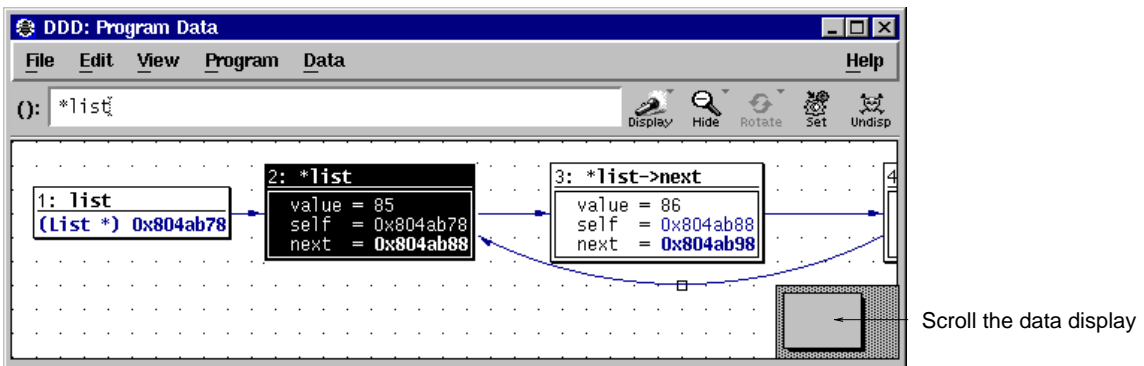 DDD: Program Data
File Edit View Program Data Help
(): *list
Display Hide Rotate Set Undisp
1: list
(List *) 0x804ab78
2: *list
value = 85
self = 0x804ab78
next = 0x804ab88
3: *list->next
value = 86
self = 0x804ab88
next = 0x804ab98
4
Scroll the data display